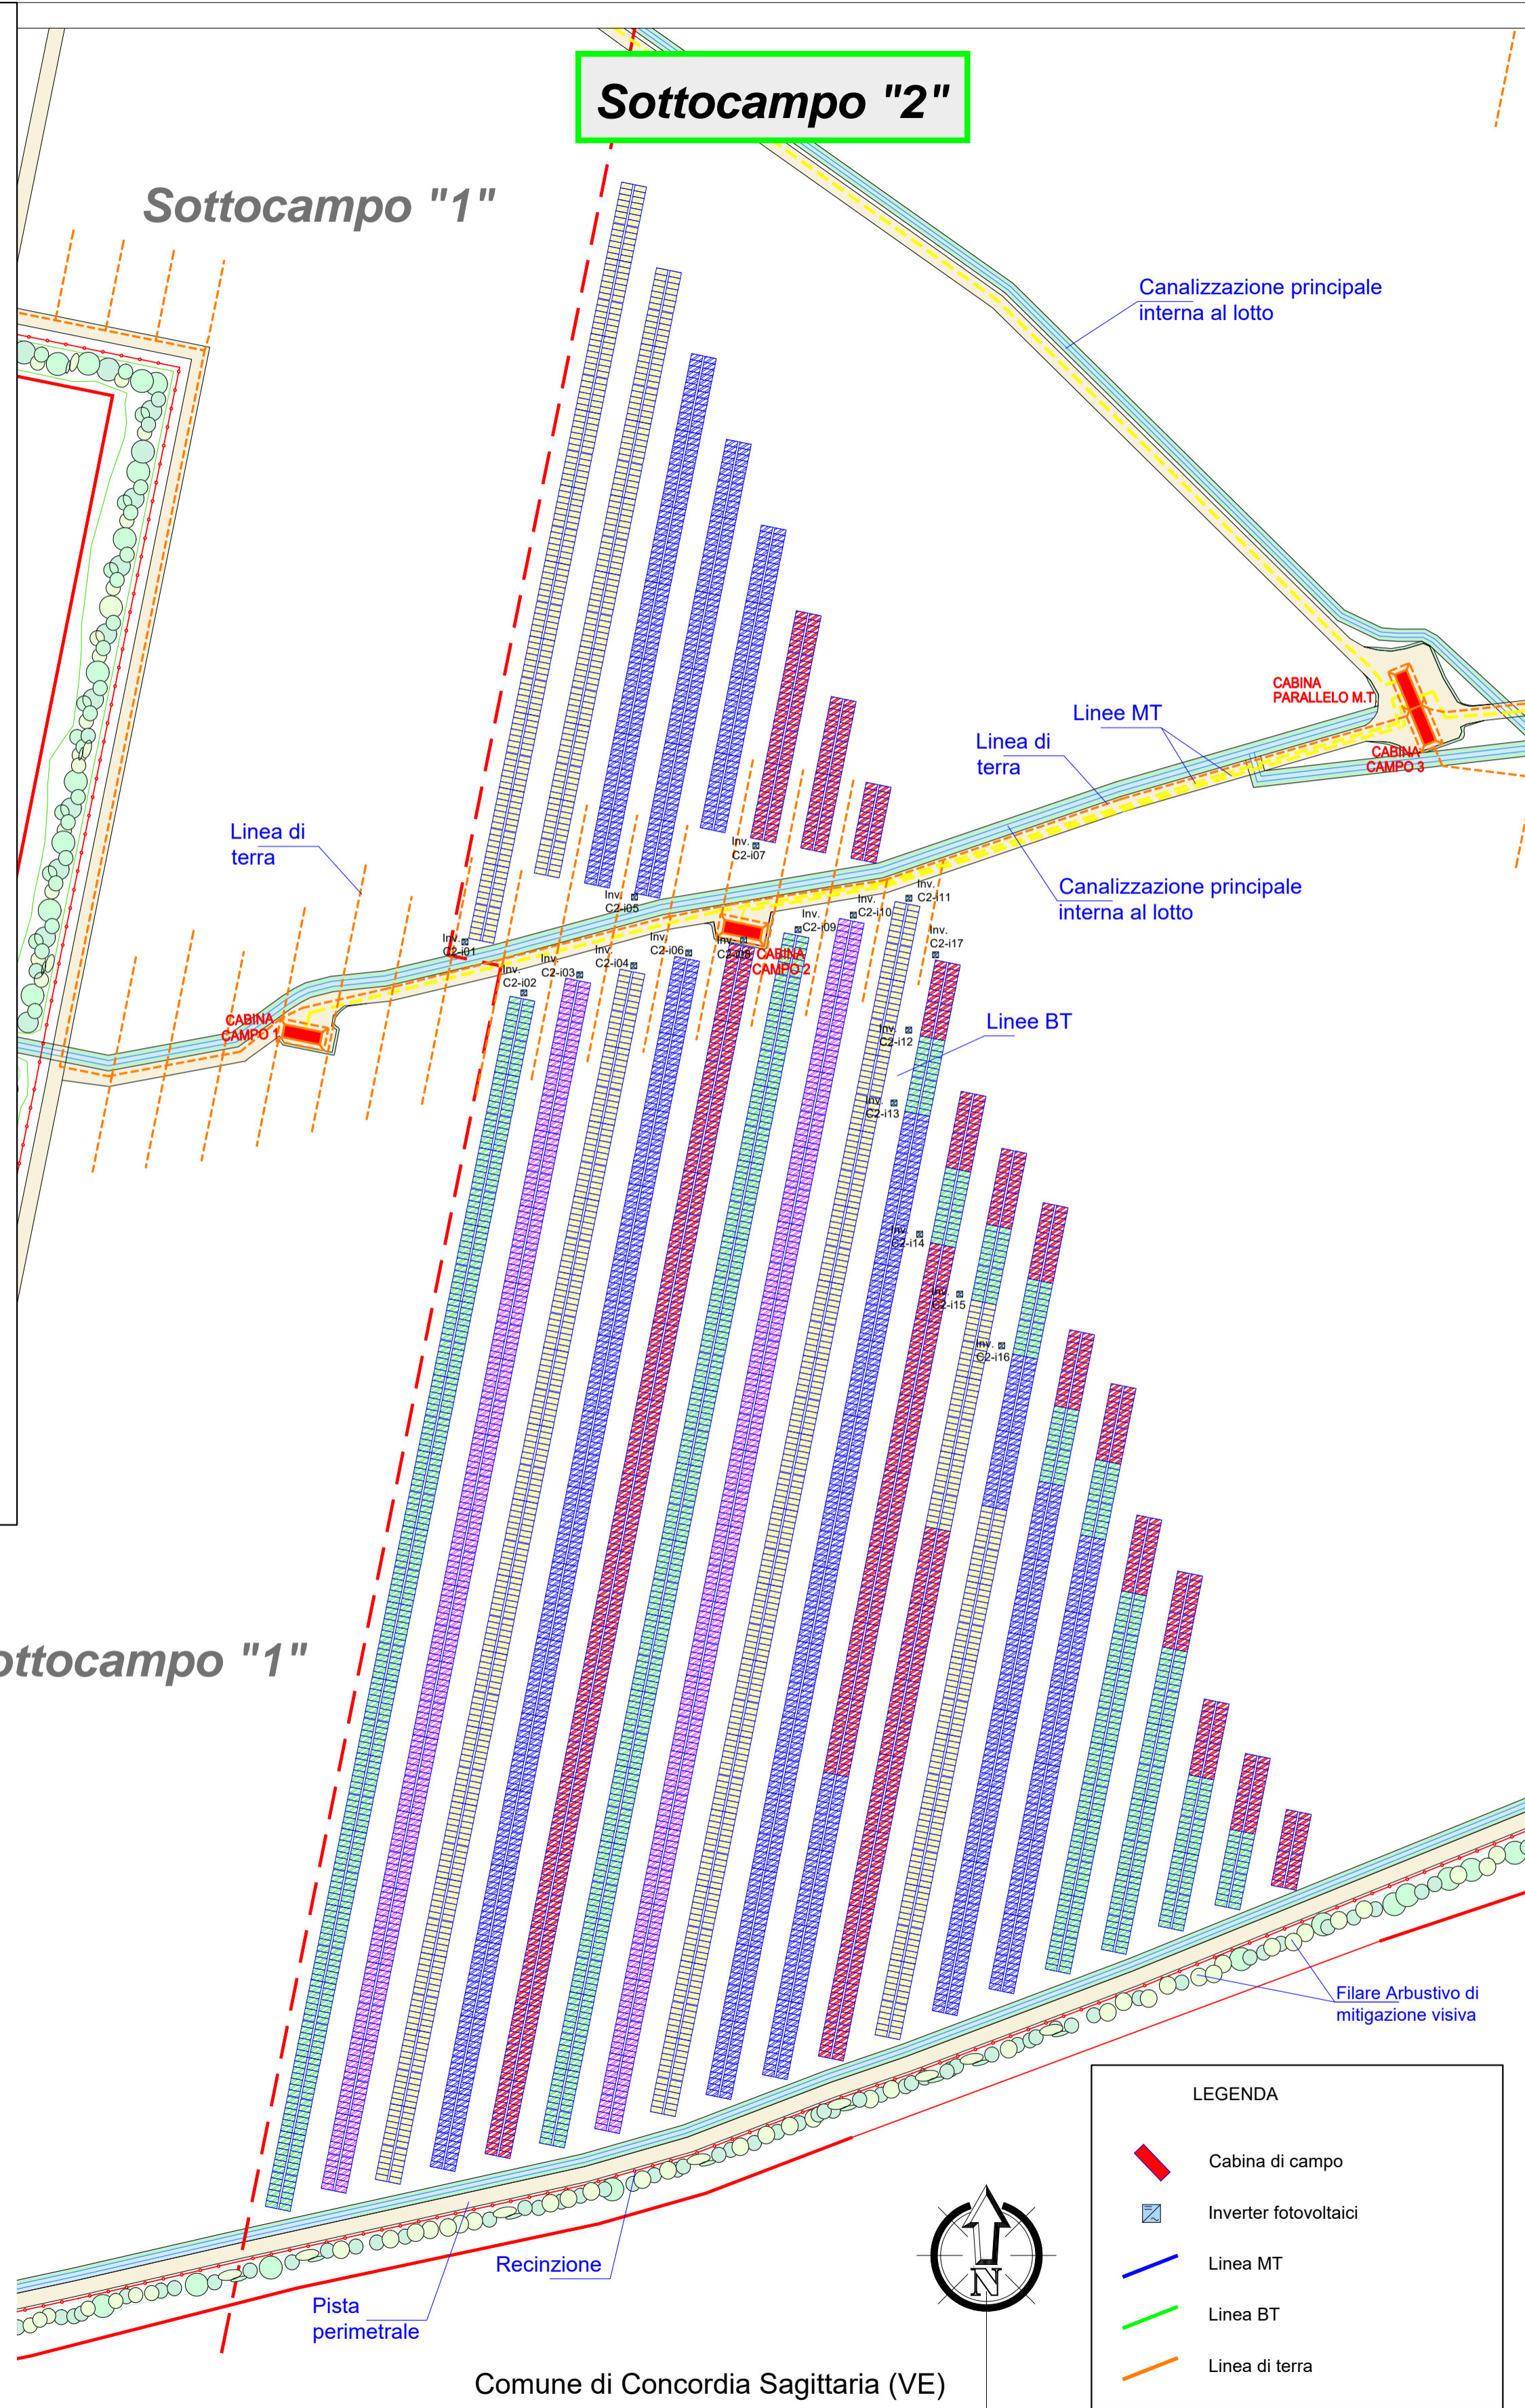 Sottocampo "2"
Sottocampo "1"
Canalizzazione principale
interna al lotto
CABINA
PARALLELO M.T
Linee MT
Linea di
terra
CABINA
CAMPO 3
Linea di
terra
Inv.
C2-i07
Canalizzazione principale
interna al lotto
Inv.
C2-i05
Inv.
C2-i11
Inv.
C2-i10
Inv.
C2-i09
Inv.
C2-i17
Inv.
C2-i01
Inv.
C2-i06
Inv.
C2-i08
CABINA
CAMPO 2
Inv.
C2-i04
Inv.
C2-i03
Inv.
C2-i02
CABINA
CAMPO 1
Linee BT
Inv.
C2-i12
Inv.
C2-i13
Inv.
C2-i14
Inv.
C2-i15
Inv.
C2-i16
ottocampo "1"
Filare Arbustivo di
mitigazione visiva
Recinzione
Pista
perimetrale
N
Comune di Concordia Sagittaria (VE)
LEGENDA
Cabina di campo
Inverter fotovoltaici
Linea MT
Linea BT
Linea di terra